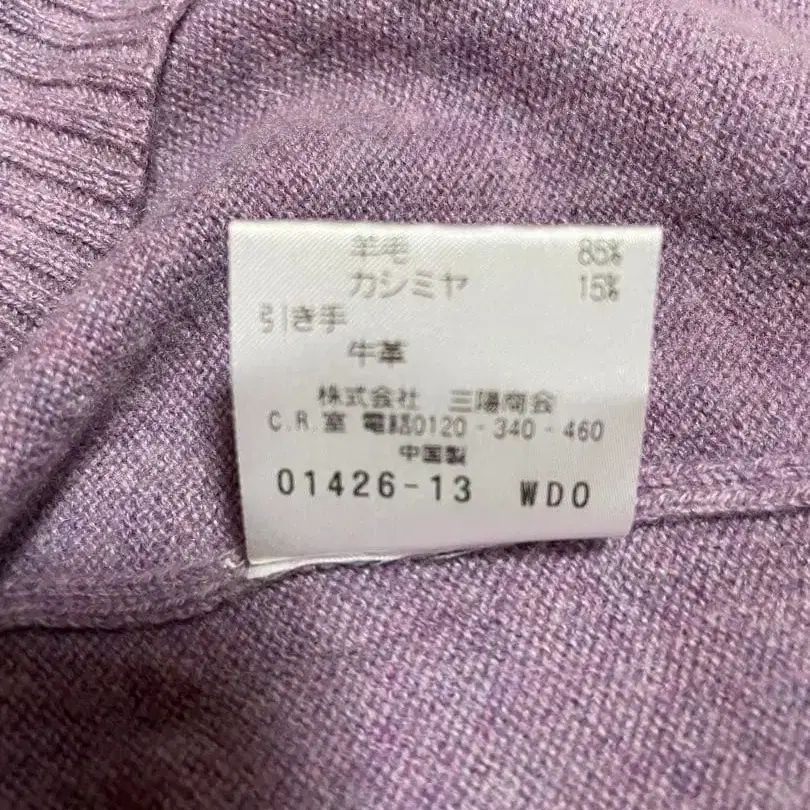 羊毛 85%
カシミヤ 15%
引き手
牛革
株式会社 三陽商会
C.R.室 電話0120-340-460
中国製
01426-13 WDO